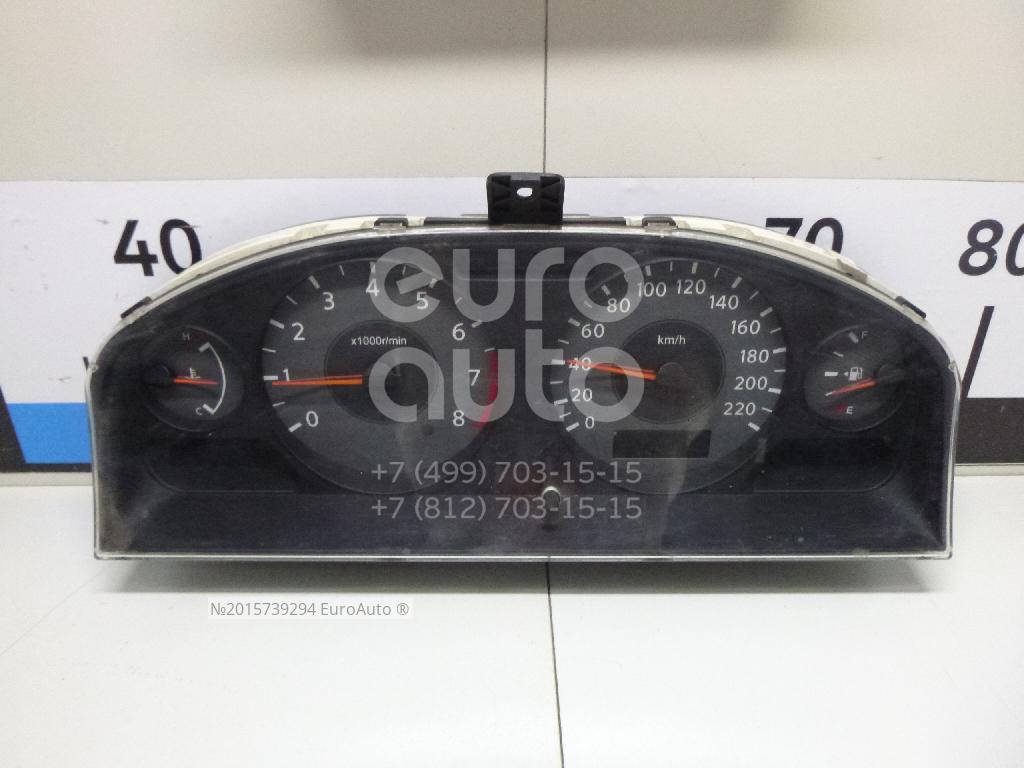 40 70 80
euro
auto
H
C
0 1 2 3 4 5 6 7 8
x1000r/min
0 20 40 60 80 100 120 140 160 180 200 220
km/h
F
E
+7 (499) 703-15-15
+7 (812) 703-15-15
№2015739294 EuroAuto ®